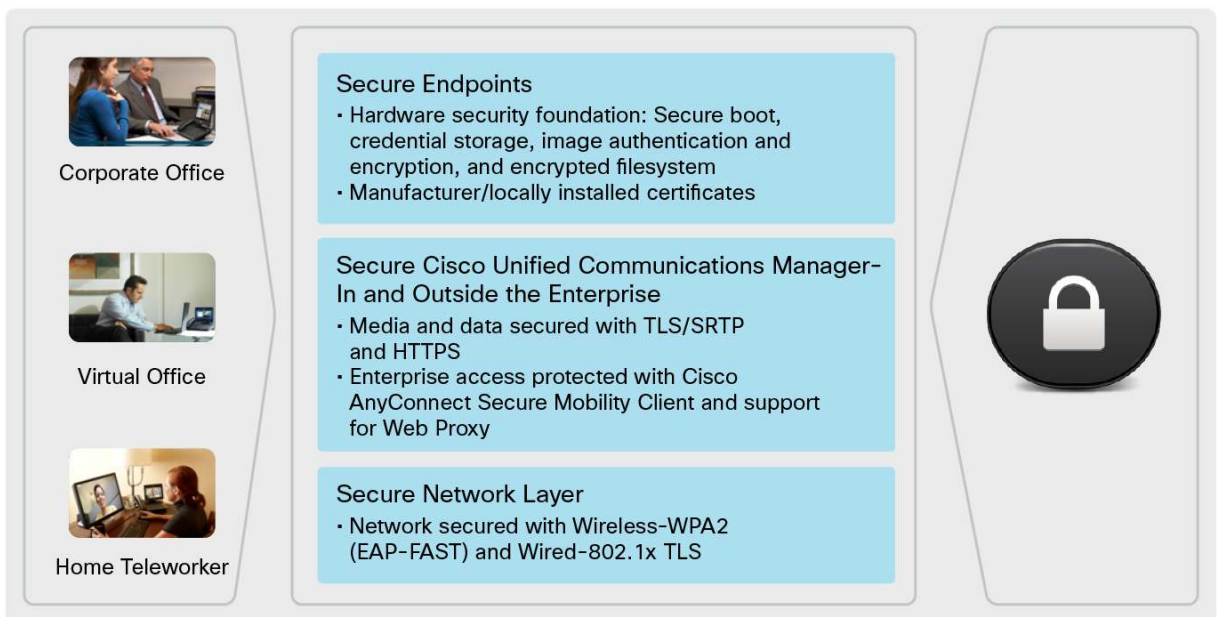 Corporate Office
Virtual Office
Home Teleworker
Secure Endpoints
· Hardware security foundation: Secure boot,
credential storage, image authentication and
encryption, and encrypted filesystem
· Manufacturer/locally installed certificates
Secure Cisco Unified Communications Manager-
In and Outside the Enterprise
· Media and data secured with TLS/SRTP
and HTTPS
· Enterprise access protected with Cisco
AnyConnect Secure Mobility Client and support
for Web Proxy
Secure Network Layer
· Network secured with Wireless-WPA2
(EAP-FAST) and Wired-802.1x TLS